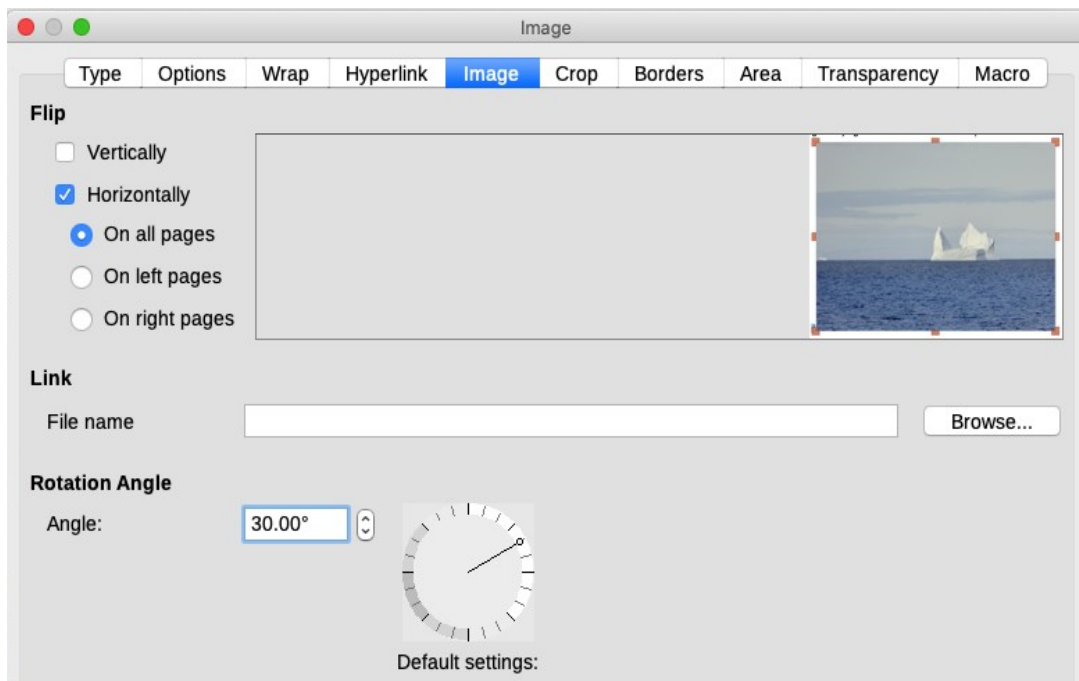 Image
Type Options Wrap Hyperlink Image Crop Borders Area Transparency Macro
Flip
Vertically
Horizontally
On all pages
On left pages
On right pages
Link
File name Browse...
Rotation Angle
Angle: 30.00°
Default settings: